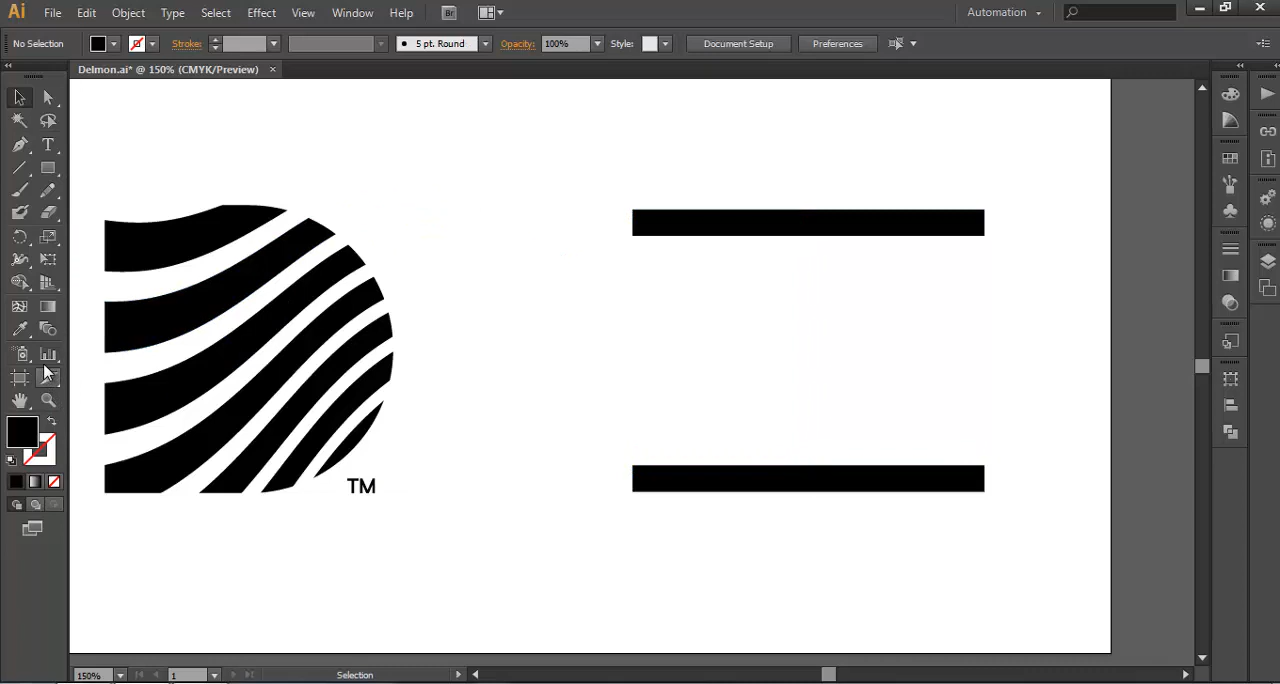 Ai File Edit Object Type Select Effect View Window Help Br Automation
No Selection Stroke: 5 pt. Round Opacity: 100% Style: Document Setup Preferences
Delmon.ai* @ 150% (CMYK/Preview) ×
T
TM
150% 1 Selection